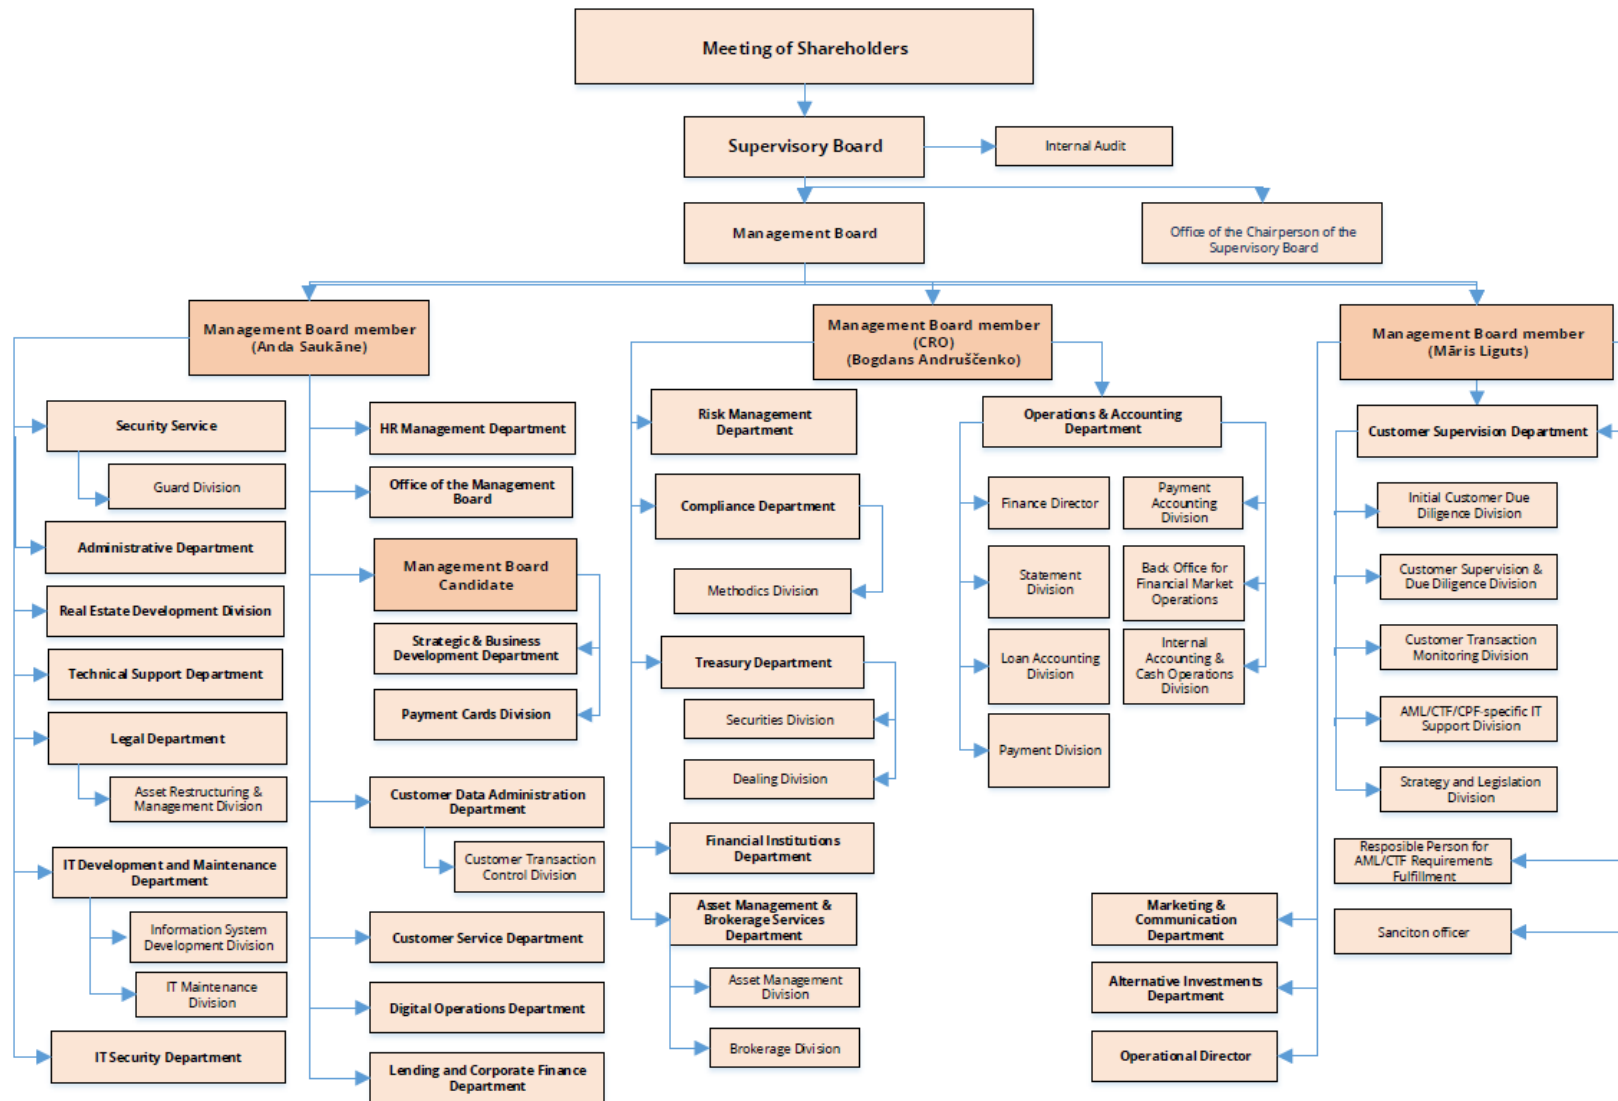 Meeting of Shareholders
Supervisory Board
Internal Audit
Management Board
Office of the Chairperson of the
Supervisory Board
Management Board member
(Anda Saukāne)
Management Board member
(CRO)
(Bogdans Andruščenko)
Management Board member
(Māris Liguts)
Security Service
Guard Division
Administrative Department
Real Estate Development Division
Technical Support Department
Legal Department
Asset Restructuring &
Management Division
IT Development and Maintenance
Department
Information System
Development Division
IT Maintenance
Division
IT Security Department
HR Management Department
Office of the Management
Board
Management Board
Candidate
Strategic & Business
Development Department
Payment Cards Division
Customer Data Administration
Department
Customer Transaction
Control Division
Customer Service Department
Digital Operations Department
Lending and Corporate Finance
Department
Risk Management
Department
Compliance Department
Methodics Division
Treasury Department
Securities Division
Dealing Division
Financial Institutions
Department
Asset Management &
Brokerage Services
Department
Asset Management
Division
Brokerage Division
Operations & Accounting
Department
Finance Director
Statement
Division
Loan Accounting
Division
Payment Division
Payment
Accounting
Division
Back Office for
Financial Market
Operations
Internal
Accounting &
Cash Operations
Division
Customer Supervision Department
Initial Customer Due
Diligence Division
Customer Supervision &
Due Diligence Division
Customer Transaction
Monitoring Division
AML/CTF/CPF-specific IT
Support Division
Strategy and Legislation
Division
Resposible Person for
AML/CTF Requirements
Fulfillment
Sanciton officer
Marketing &
Communication
Department
Alternative Investments
Department
Operational Director